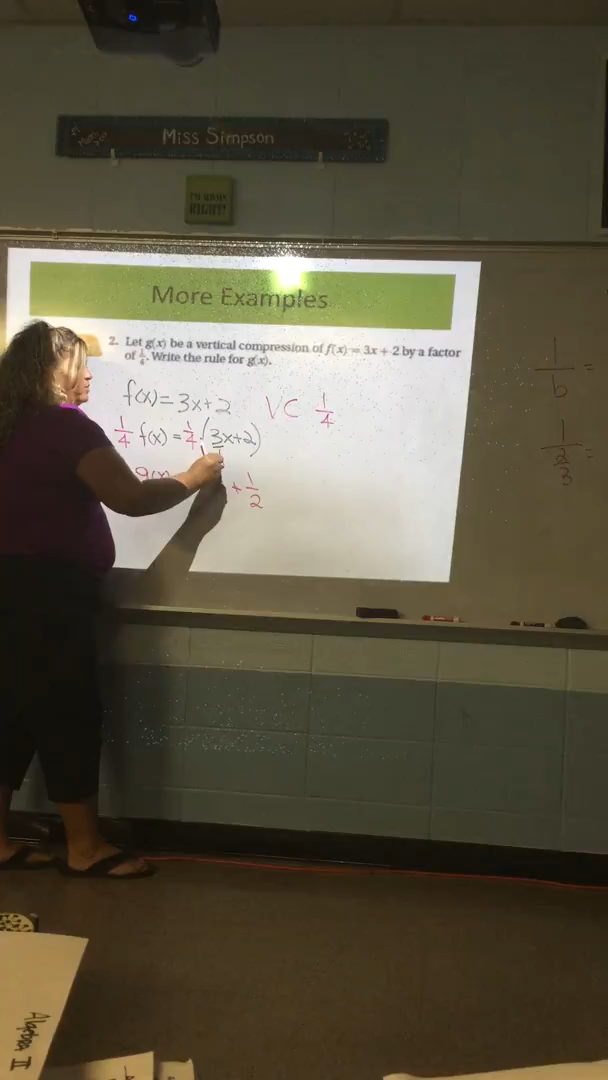 Miss Simpson
I'M ALWAYS
RIGHT!
More Examples
2. Let g(x) be a vertical compression of f(x) = 3x + 2 by a factor
of 1/4. Write the rule for g(x).
f(x) = 3x+2 VC 1/4
1/4 f(x) = 1/4 · (3x+2)
+ 1/2
1/b =
1/(2/3) =
Algebra II